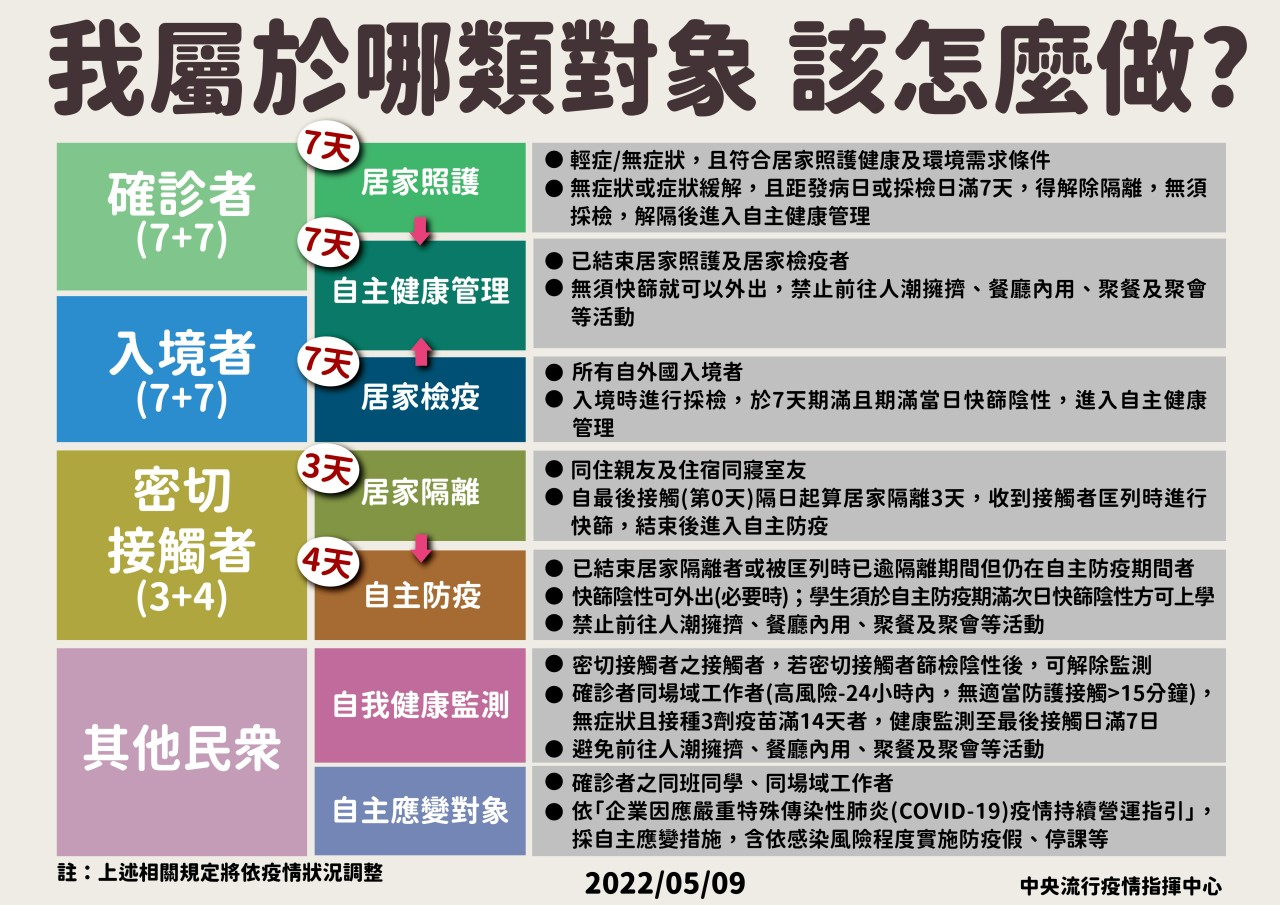 我屬於哪類對象 該怎麼做?
確診者
(7+7)
7天
居家照護
● 輕症/無症狀，且符合居家照護健康及環境需求條件
● 無症狀或症狀緩解，且距發病日或採檢日滿7天，得解除隔離，無須
採檢，解隔後進入自主健康管理
7天
自主健康管理
● 已結束居家照護及居家檢疫者
● 無須快篩就可以外出，禁止前往人潮擁擠、餐廳內用、聚餐及聚會
等活動
入境者
(7+7)
7天
居家檢疫
● 所有自外國入境者
● 入境時進行採檢，於7天期滿且期滿當日快篩陰性，進入自主健康
管理
密切
接觸者
(3+4)
3天
居家隔離
● 同住親友及住宿同寢室友
● 自最後接觸(第0天)隔日起算居家隔離3天，收到接觸者匡列時進行
快篩，結束後進入自主防疫
4天
自主防疫
● 已結束居家隔離者或被匡列時已逾隔離期間但仍在自主防疫期間者
● 快篩陰性可外出(必要時)；學生須於自主防疫期滿次日快篩陰性方可上學
● 禁止前往人潮擁擠、餐廳內用、聚餐及聚會等活動
其他民眾
自我健康監測
● 密切接觸者之接觸者，若密切接觸者篩檢陰性後，可解除監測
● 確診者同場域工作者(高風險-24小時內，無適當防護接觸>15分鐘)，
無症狀且接種3劑疫苗滿14天者，健康監測至最後接觸日滿7日
● 避免前往人潮擁擠、餐廳內用、聚餐及聚會等活動
自主應變對象
● 確診者之同班同學、同場域工作者
● 依「企業因應嚴重特殊傳染性肺炎(COVID-19)疫情持續營運指引」，
採自主應變措施，含依感染風險程度實施防疫假、停課等
註：上述相關規定將依疫情狀況調整
2022/05/09
中央流行疫情指揮中心